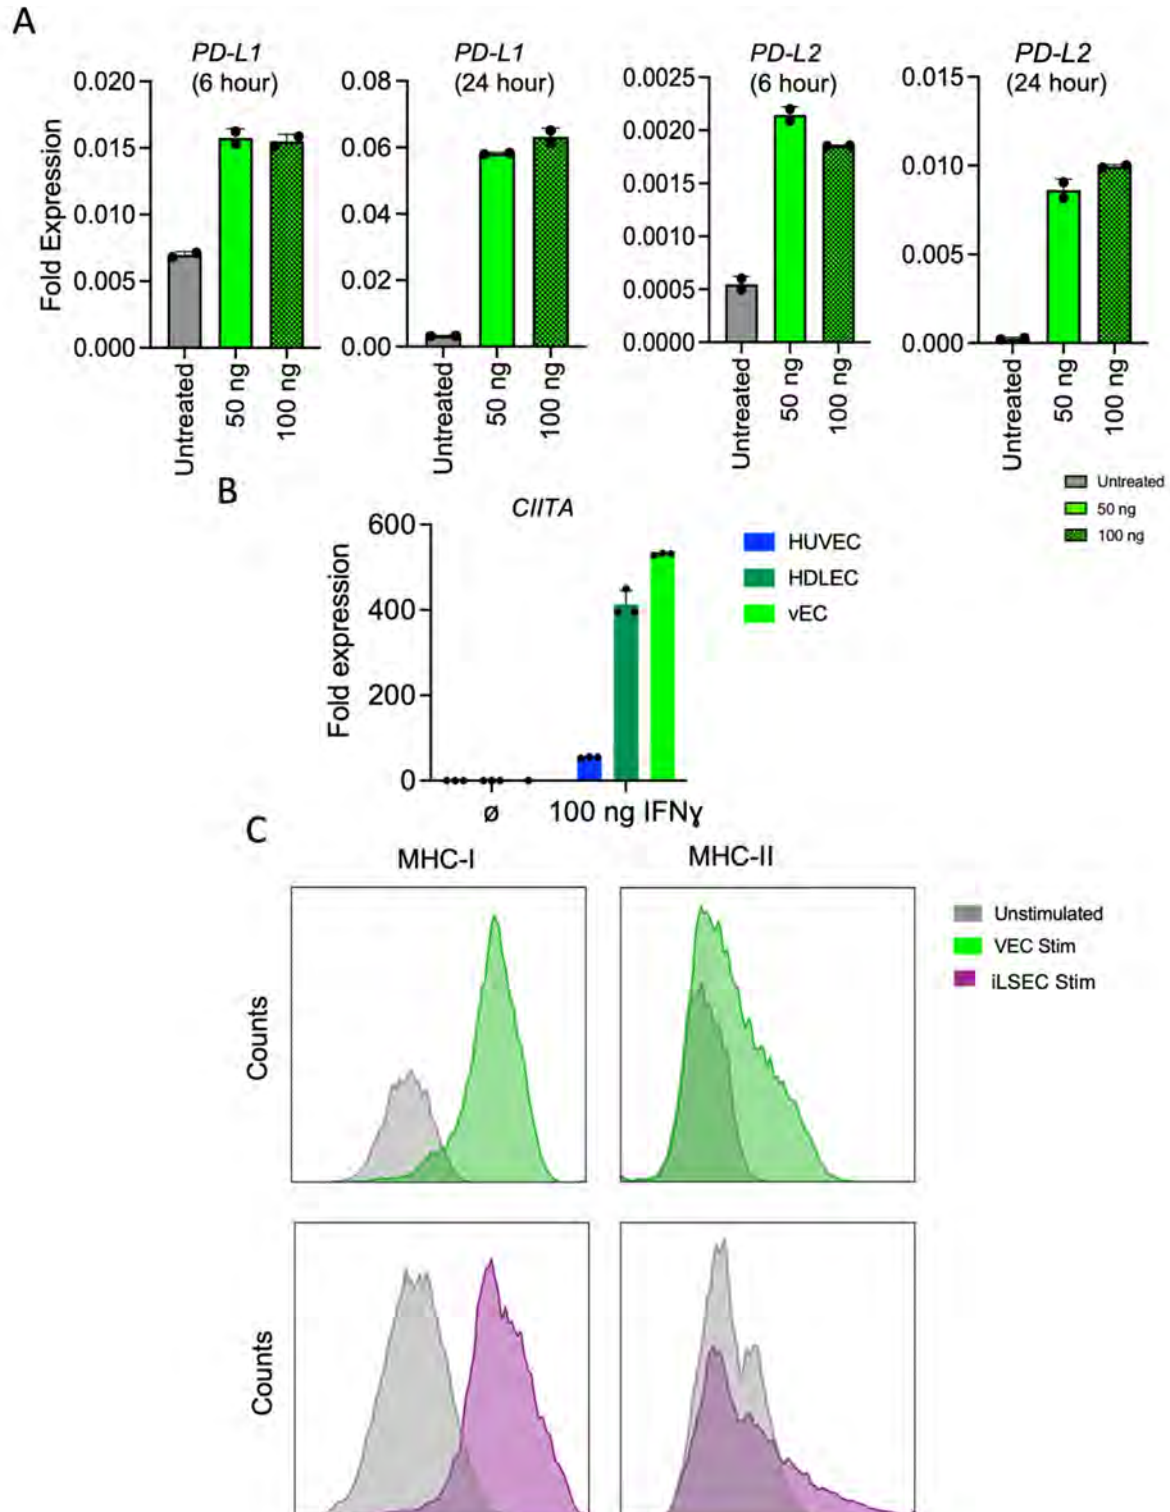 A
PD-L1
(6 hour)
PD-L1
(24 hour)
PD-L2
(6 hour)
PD-L2
(24 hour)
Fold Expression
0.020
0.015
0.010
0.005
0.000
Untreated
50 ng
100 ng
0.08
0.06
0.04
0.02
0.00
Untreated
50 ng
100 ng
0.0025
0.0020
0.0015
0.0010
0.0005
0.0000
Untreated
50 ng
100 ng
0.015
0.010
0.005
0.000
Untreated
50 ng
100 ng
Untreated
50 ng
100 ng
B
CIITA
Fold expression
600
400
200
0
ø
100 ng IFNɣ
HUVEC
HDLEC
vEC
C
MHC-I
MHC-II
Counts
Unstimulated
VEC Stim
iLSEC Stim
Counts